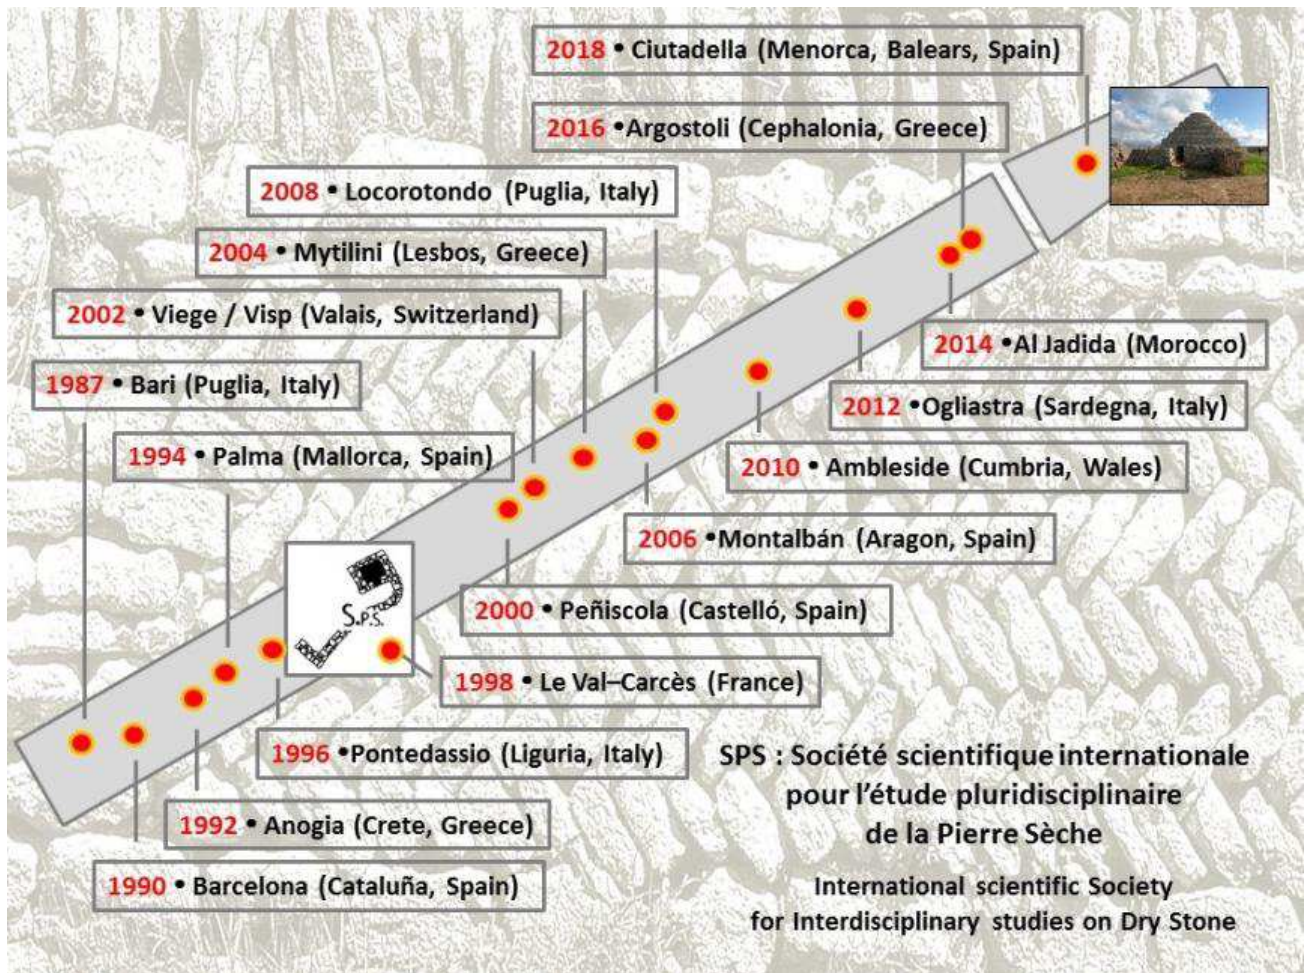 2018 • Ciutadella (Menorca, Balears, Spain)
2016 •Argostoli (Cephalonia, Greece)
2008 • Locorotondo (Puglia, Italy)
2004 • Mytilini (Lesbos, Greece)
2002 • Viege / Visp (Valais, Switzerland)
2014 •Al Jadida (Morocco)
1987 • Bari (Puglia, Italy)
2012 •Ogliastra (Sardegna, Italy)
1994 • Palma (Mallorca, Spain)
2010 • Ambleside (Cumbria, Wales)
2006 •Montalbán (Aragon, Spain)
2000 • Peñiscola (Castelló, Spain)
S.P.S.
1998 • Le Val–Carcès (France)
1996 •Pontedassio (Liguria, Italy)
1992 • Anogia (Crete, Greece)
1990 • Barcelona (Cataluña, Spain)
SPS : Société scientifique internationale
pour l'étude pluridisciplinaire
de la Pierre Sèche
International scientific Society
for Interdisciplinary studies on Dry Stone